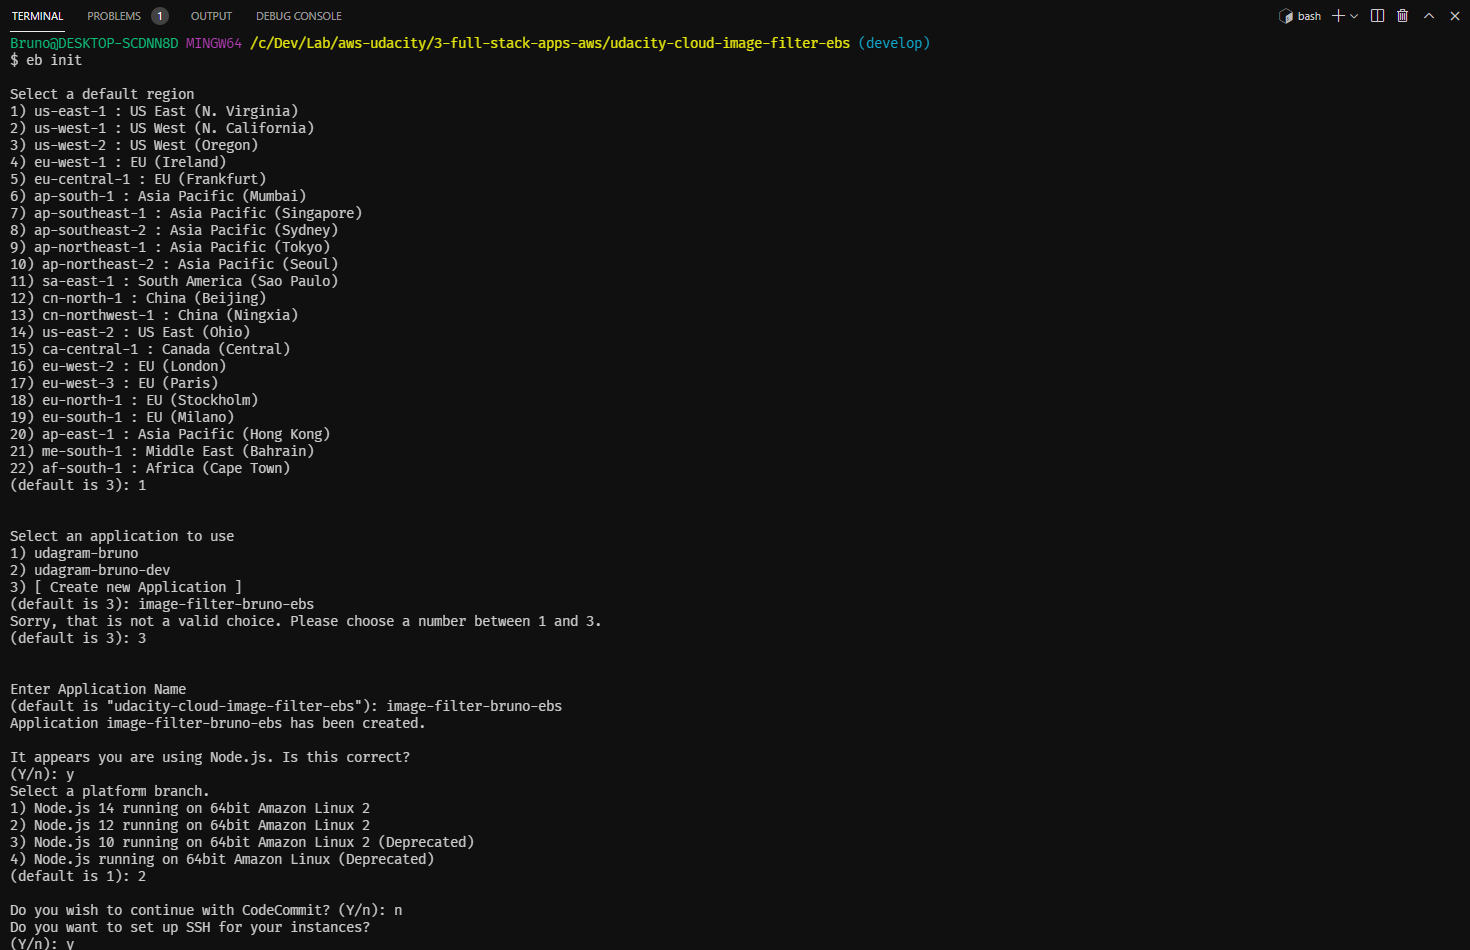 TERMINAL PROBLEMS 1 OUTPUT DEBUG CONSOLE bash
Bruno@DESKTOP-SCDNN8D MINGW64 /c/Dev/Lab/aws-udacity/3-full-stack-apps-aws/udacity-cloud-image-filter-ebs (develop)
$ eb init
Select a default region
1) us-east-1 : US East (N. Virginia)
2) us-west-1 : US West (N. California)
3) us-west-2 : US West (Oregon)
4) eu-west-1 : EU (Ireland)
5) eu-central-1 : EU (Frankfurt)
6) ap-south-1 : Asia Pacific (Mumbai)
7) ap-southeast-1 : Asia Pacific (Singapore)
8) ap-southeast-2 : Asia Pacific (Sydney)
9) ap-northeast-1 : Asia Pacific (Tokyo)
10) ap-northeast-2 : Asia Pacific (Seoul)
11) sa-east-1 : South America (Sao Paulo)
12) cn-north-1 : China (Beijing)
13) cn-northwest-1 : China (Ningxia)
14) us-east-2 : US East (Ohio)
15) ca-central-1 : Canada (Central)
16) eu-west-2 : EU (London)
17) eu-west-3 : EU (Paris)
18) eu-north-1 : EU (Stockholm)
19) eu-south-1 : EU (Milano)
20) ap-east-1 : Asia Pacific (Hong Kong)
21) me-south-1 : Middle East (Bahrain)
22) af-south-1 : Africa (Cape Town)
(default is 3): 1
Select an application to use
1) udagram-bruno
2) udagram-bruno-dev
3) [ Create new Application ]
(default is 3): image-filter-bruno-ebs
Sorry, that is not a valid choice. Please choose a number between 1 and 3.
(default is 3): 3
Enter Application Name
(default is "udacity-cloud-image-filter-ebs"): image-filter-bruno-ebs
Application image-filter-bruno-ebs has been created.
It appears you are using Node.js. Is this correct?
(Y/n): y
Select a platform branch.
1) Node.js 14 running on 64bit Amazon Linux 2
2) Node.js 12 running on 64bit Amazon Linux 2
3) Node.js 10 running on 64bit Amazon Linux 2 (Deprecated)
4) Node.js running on 64bit Amazon Linux (Deprecated)
(default is 1): 2
Do you wish to continue with CodeCommit? (Y/n): n
Do you want to set up SSH for your instances?
(Y/n): y